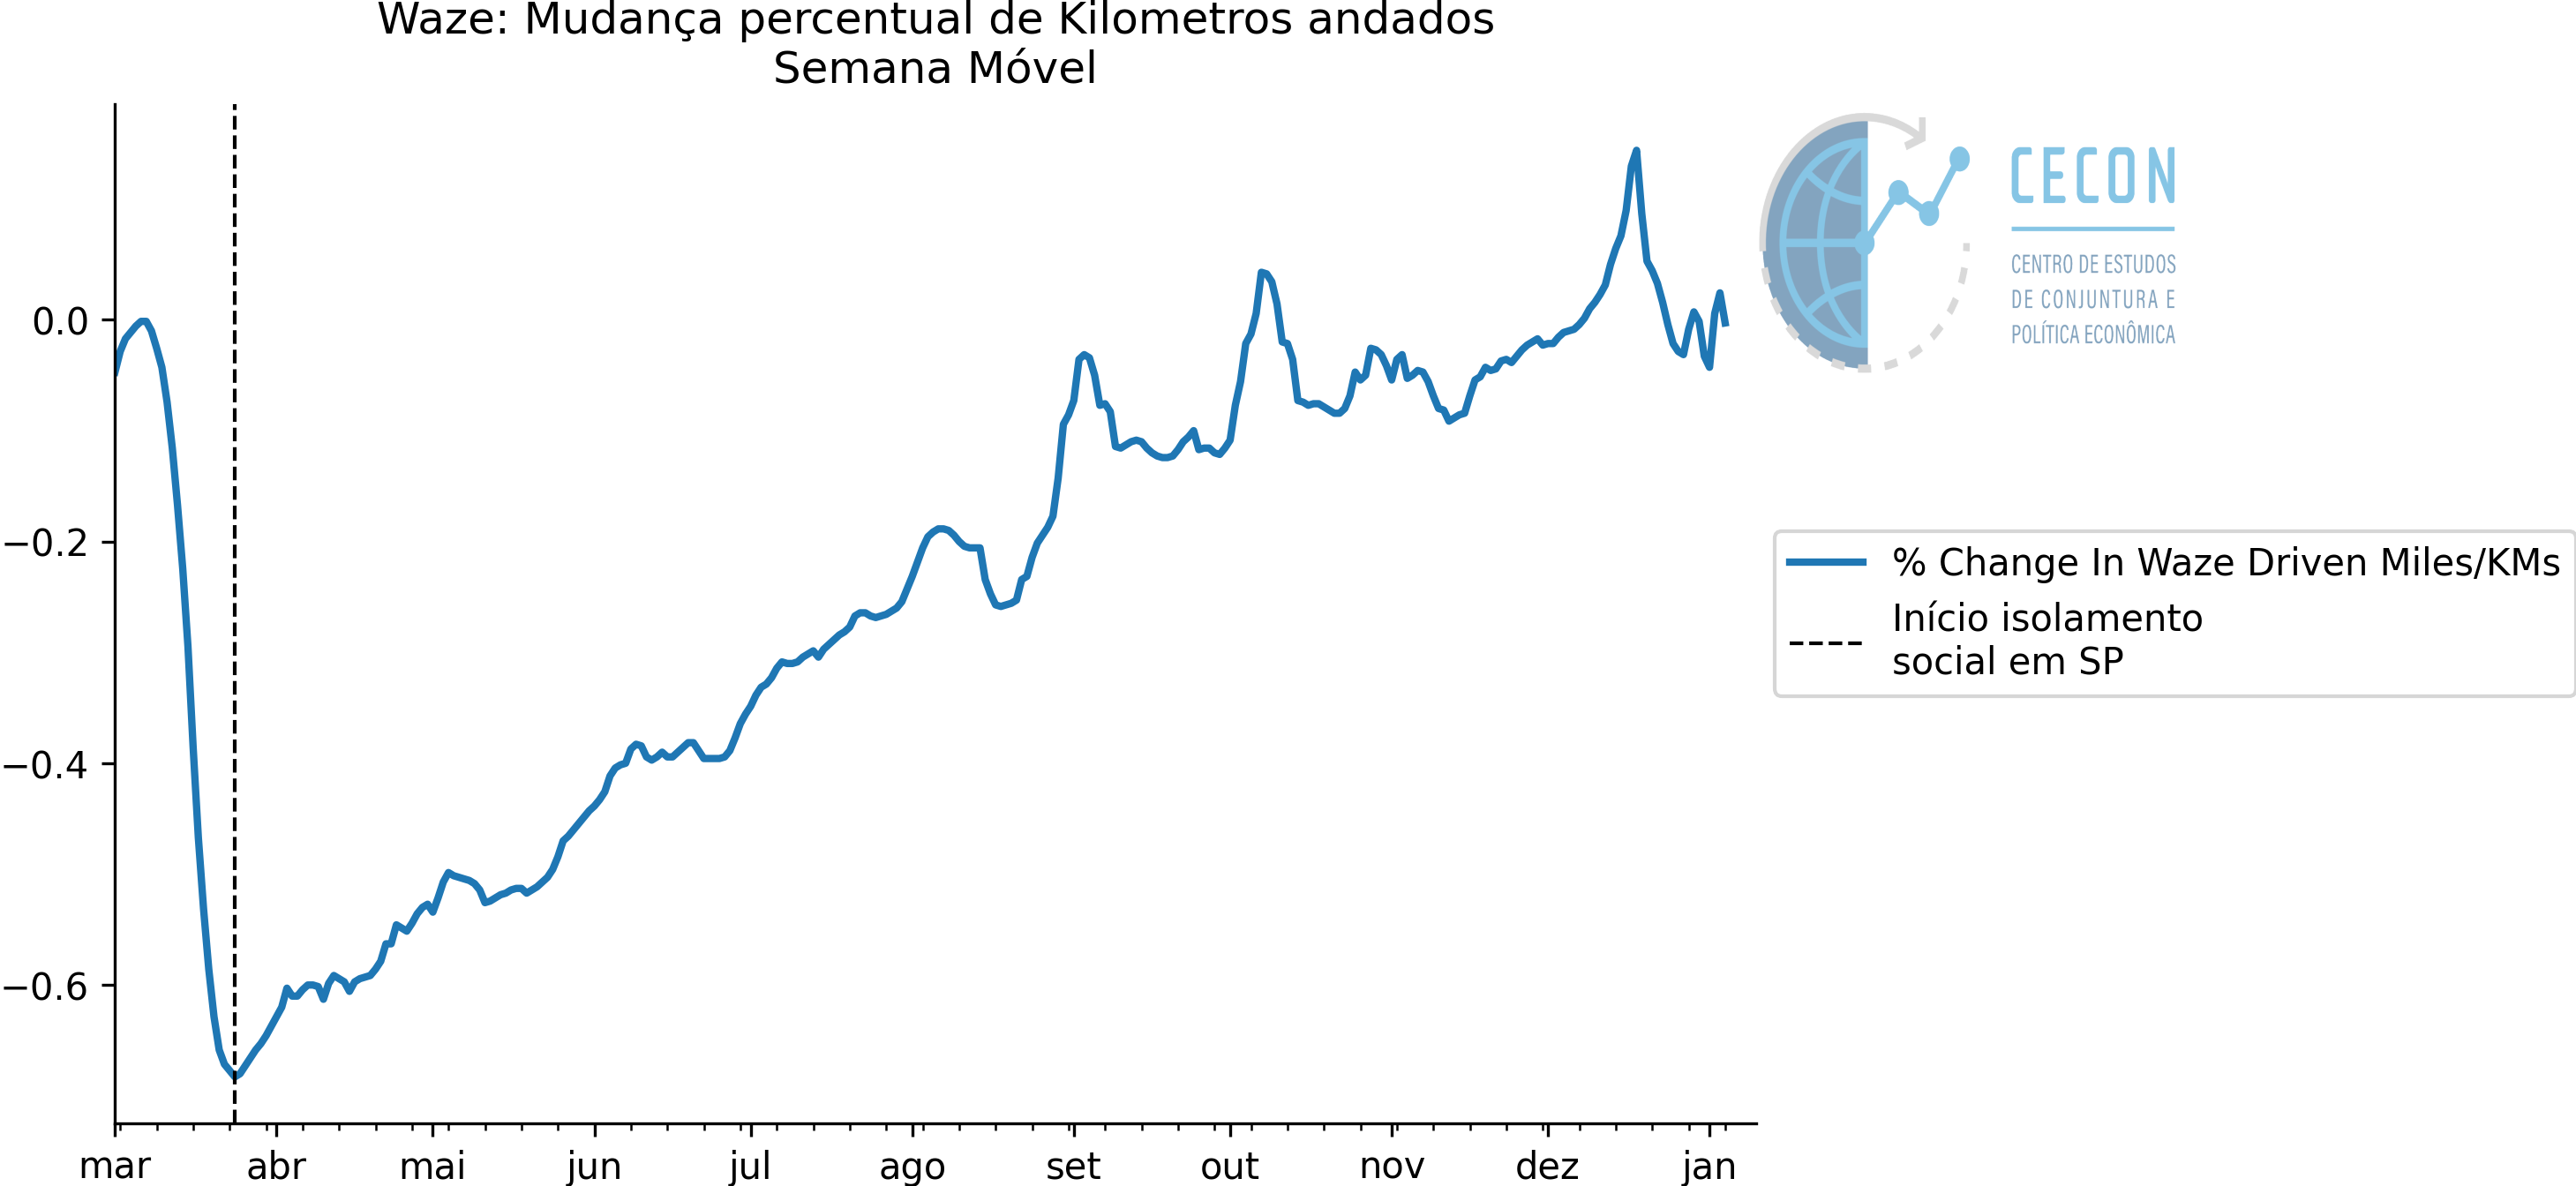 Waze: Mudança percentual de Kilometros andados
Semana Móvel
CECON
CENTRO DE ESTUDOS
DE CONJUNTURA E
POLÍTICA ECONÔMICA
0.0
−0.2
−0.4
−0.6
% Change In Waze Driven Miles/KMs
Início isolamento
social em SP
mar abr mai jun jul ago set out nov dez jan